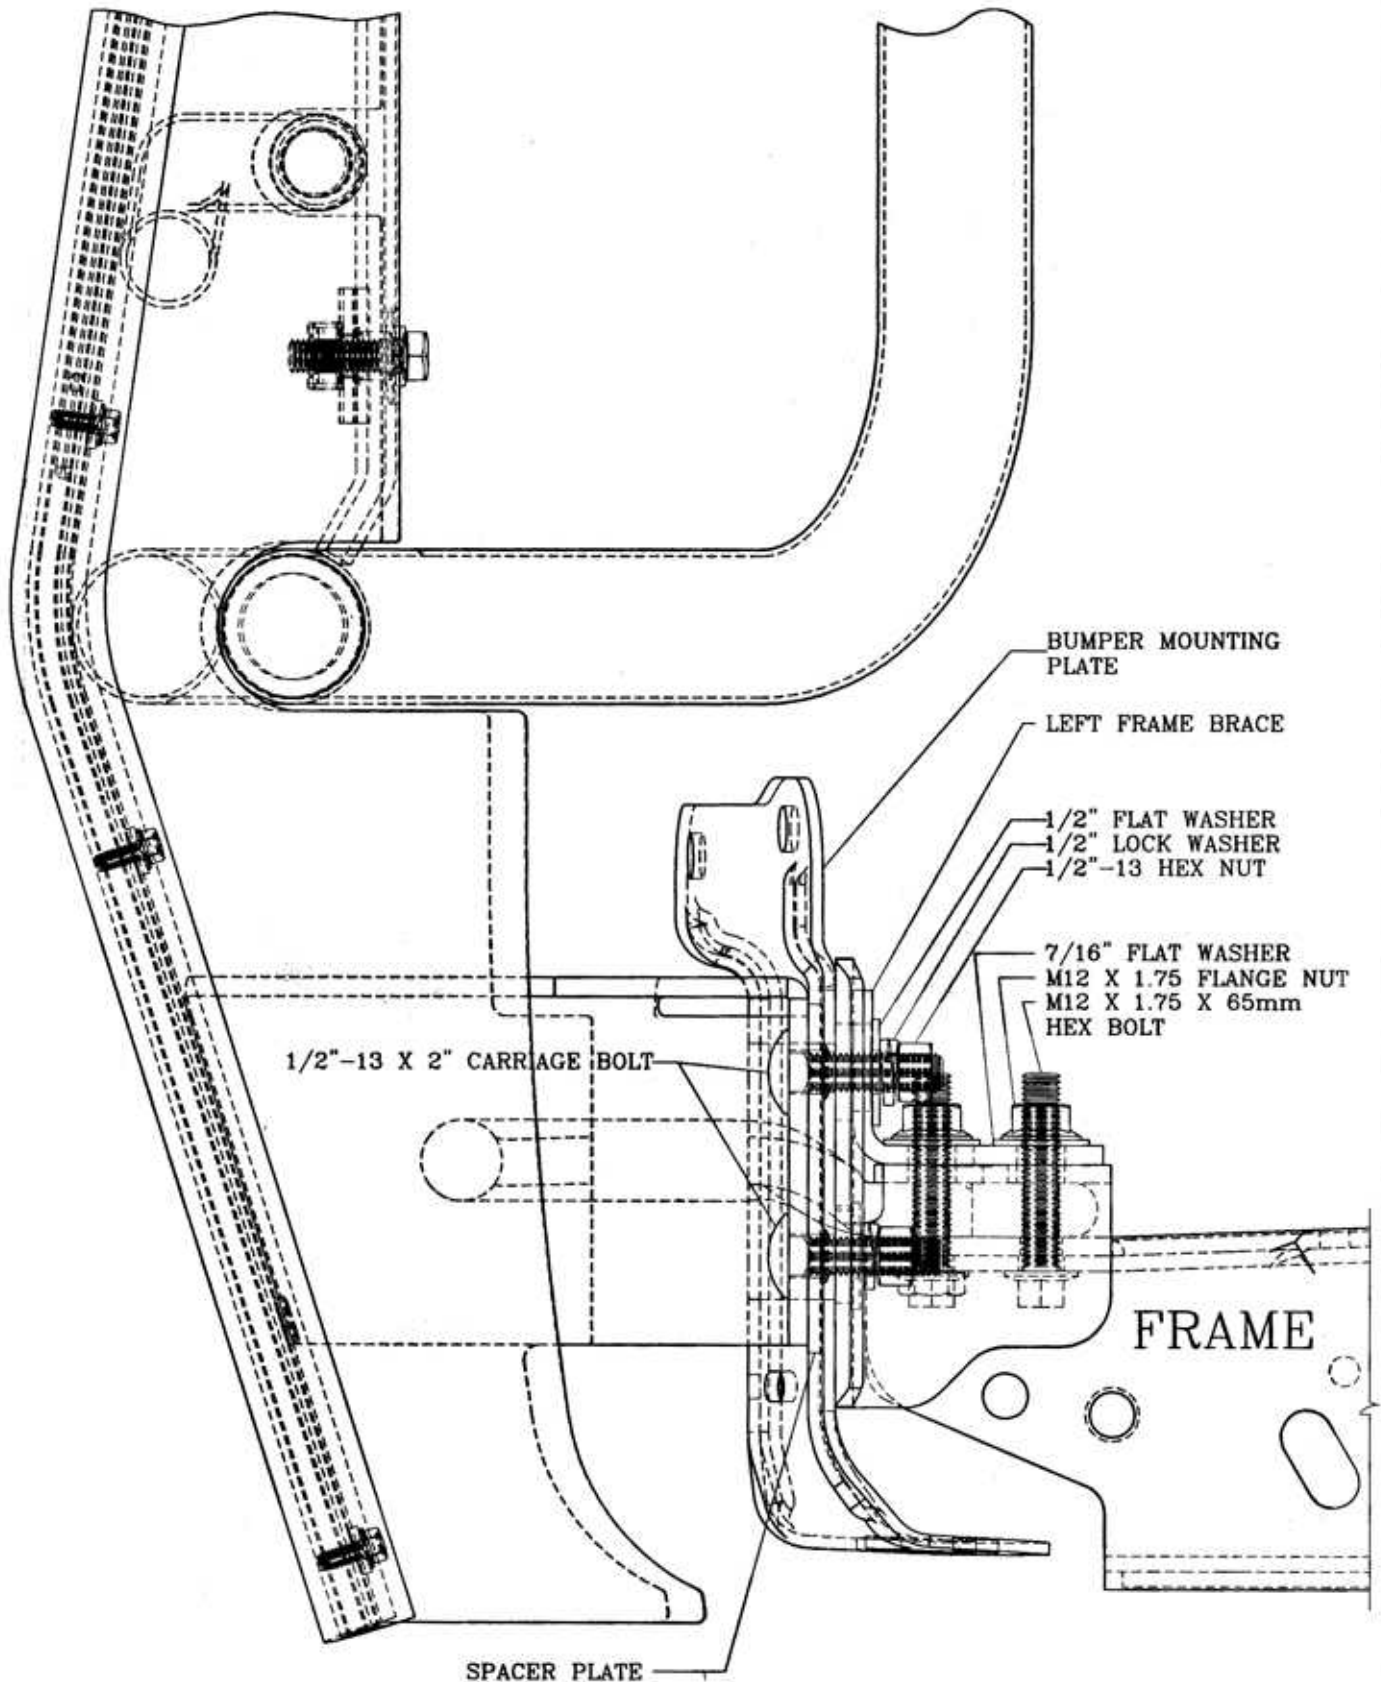 BUMPER MOUNTING
PLATE
LEFT FRAME BRACE
1/2" FLAT WASHER
1/2" LOCK WASHER
1/2"-13 HEX NUT
7/16" FLAT WASHER
M12 X 1.75 FLANGE NUT
M12 X 1.75 X 65mm
HEX BOLT
1/2"-13 X 2" CARRIAGE BOLT
FRAME
SPACER PLATE